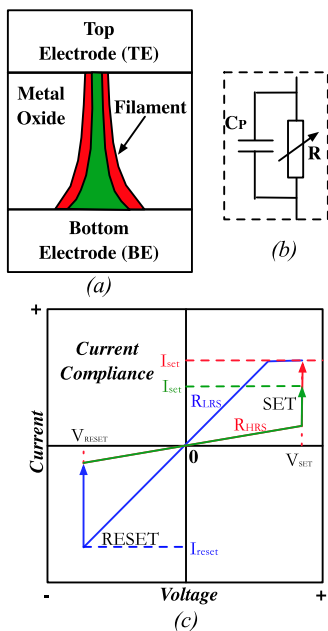 Top
Electrode (TE)
Metal
Oxide
Filament
Bottom
Electrode (BE)
(a)
CP
R
(b)
+
Current
Compliance
Iset
Iset
RLRS
SET
RHRS
VRESET
0
VSET
Current
RESET
Ireset
-
Voltage
+
(c)